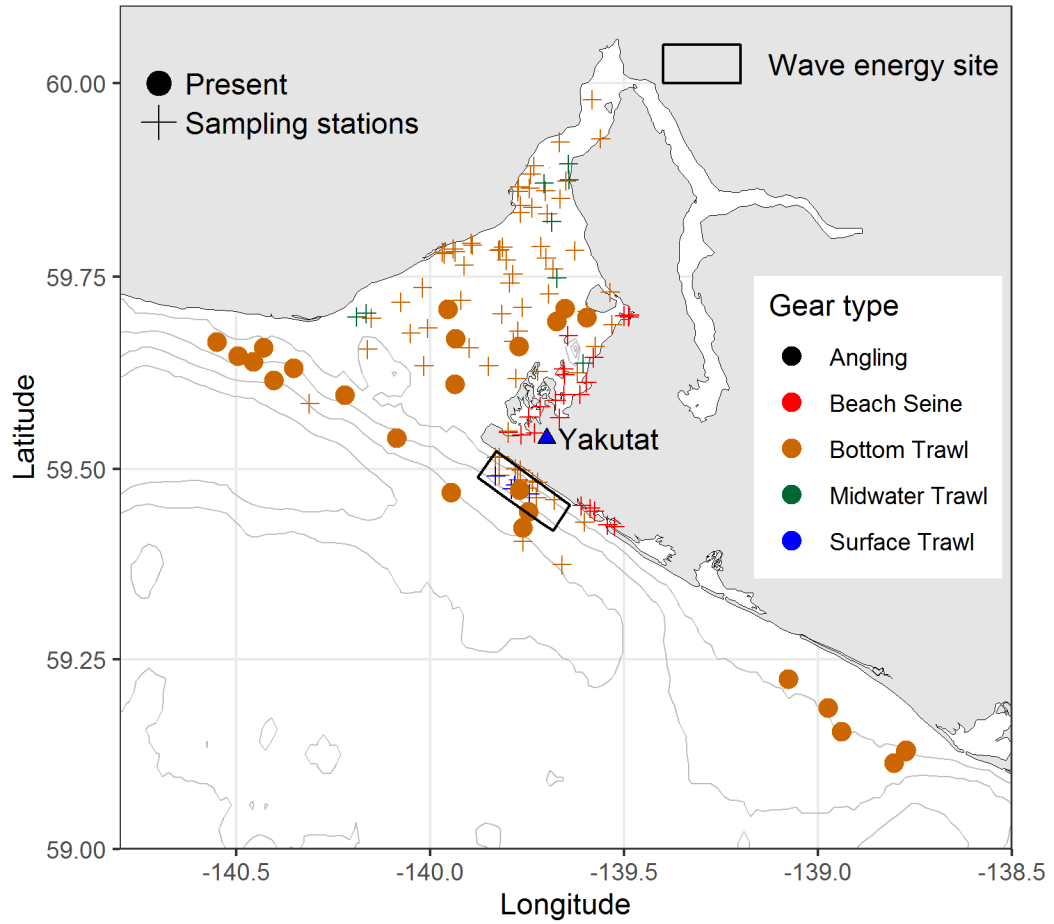 Present
Sampling stations
Wave energy site
Yakutat
Gear type
Angling
Beach Seine
Bottom Trawl
Midwater Trawl
Surface Trawl
Latitude
60.00
59.75
59.50
59.25
59.00
-140.5
-140.0
-139.5
-139.0
-138.5
Longitude